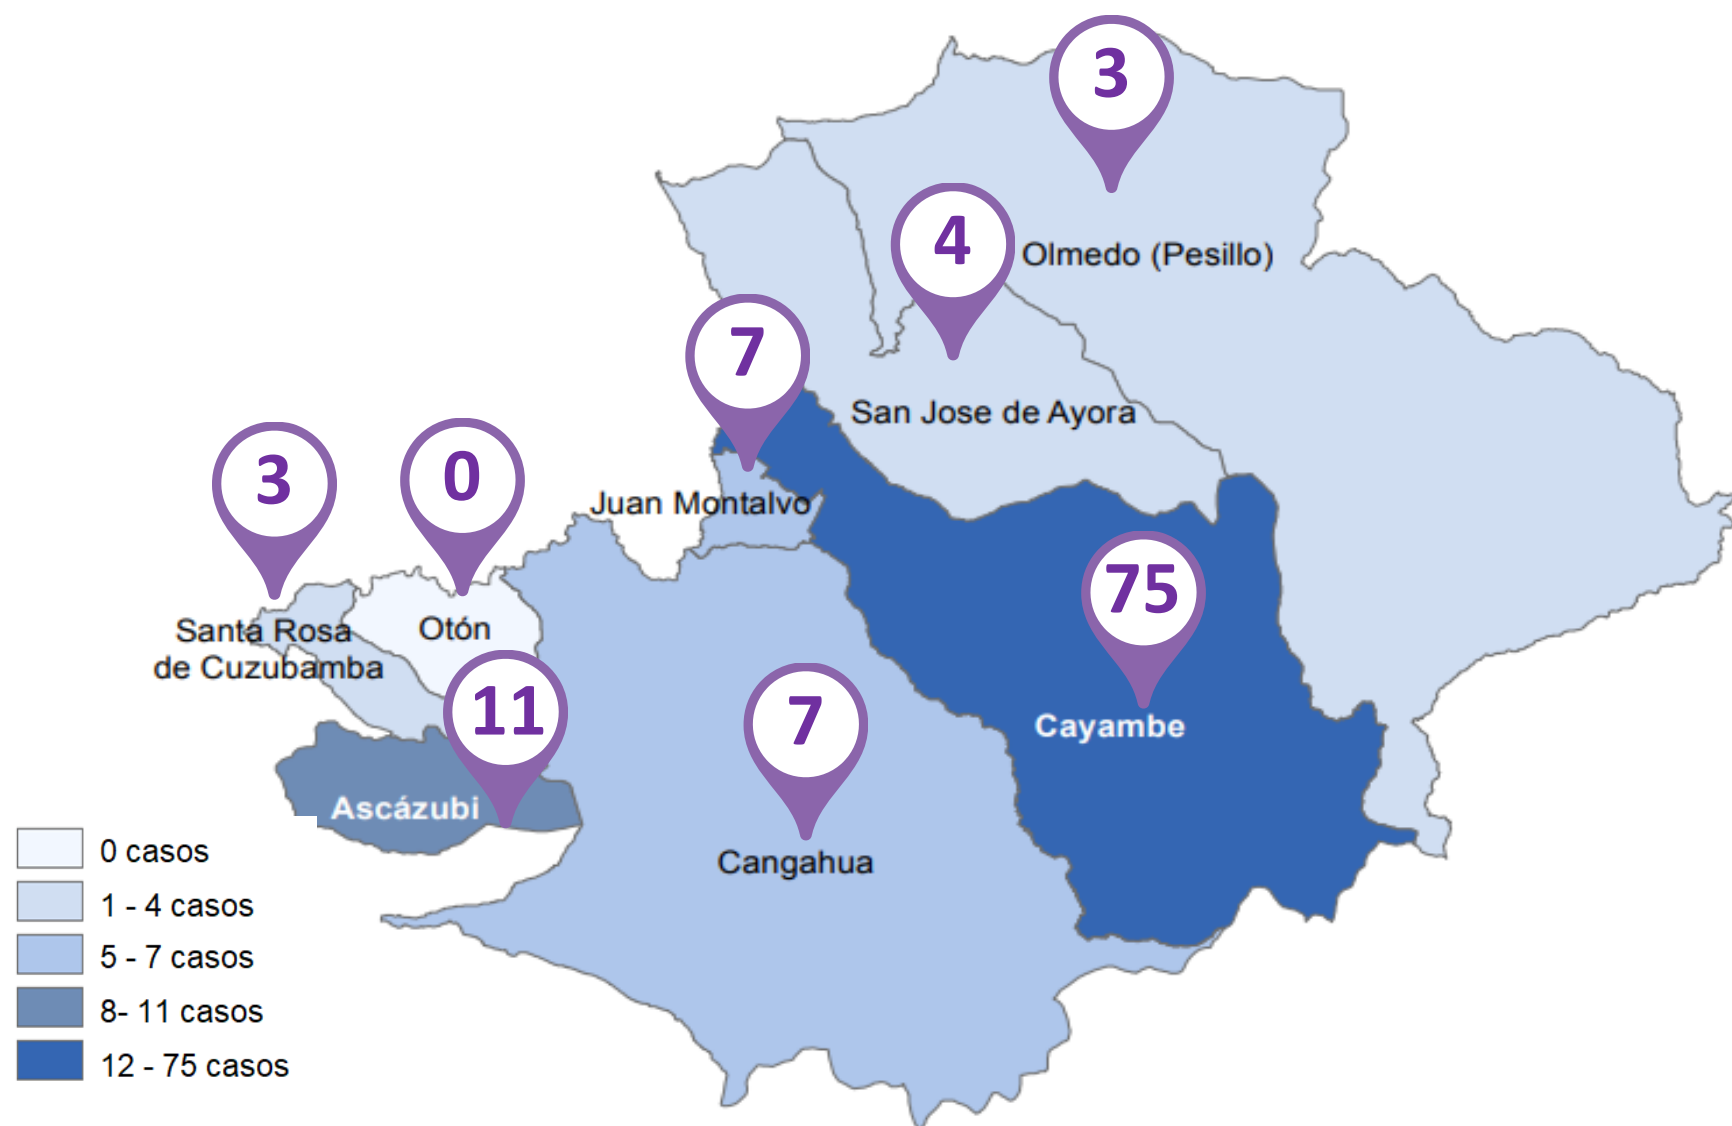 3
4
Olmedo (Pesillo)
7
San Jose de Ayora
3
0
Juan Montalvo
75
Santa Rosa
de Cuzubamba
Otón
11
7
Cayambe
Ascázubi
Cangahua
0 casos
1 - 4 casos
5 - 7 casos
8- 11 casos
12 - 75 casos